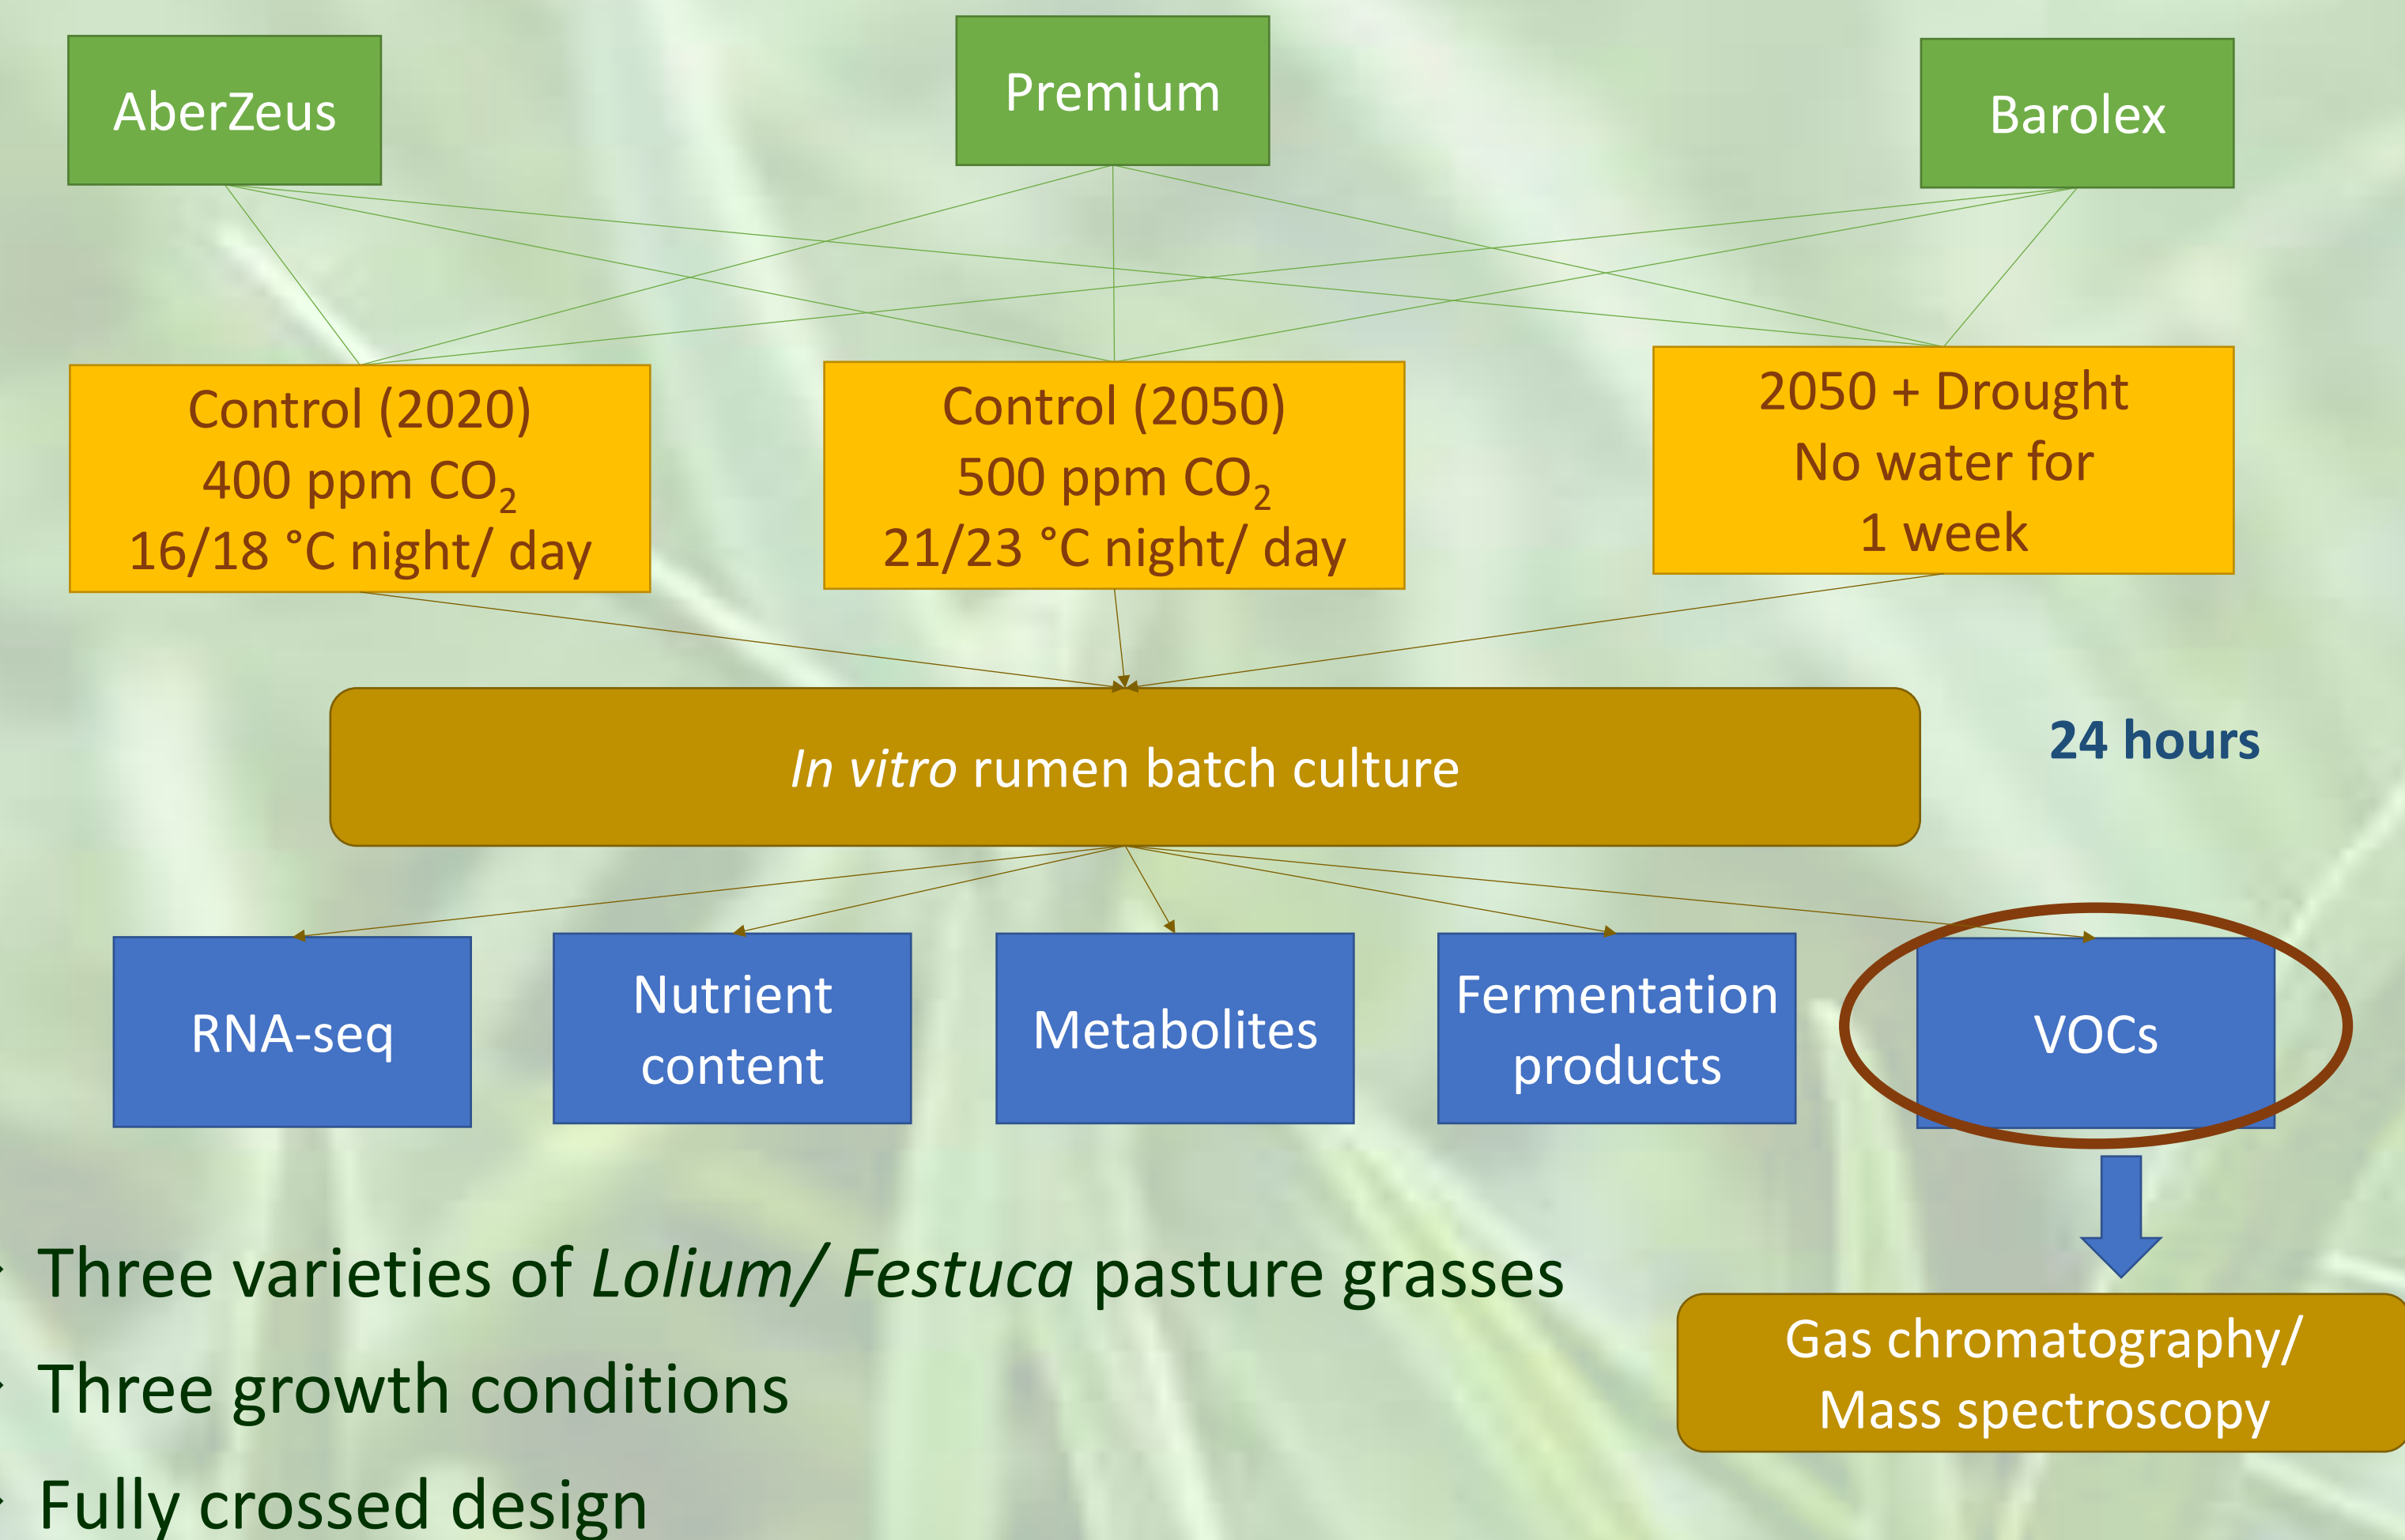 AberZeus
Premium
Barolex
Control (2020)
400 ppm CO₂
16/18 °C night/ day
Control (2050)
500 ppm CO₂
21/23 °C night/ day
2050 + Drought
No water for
1 week
In vitro rumen batch culture
24 hours
RNA-seq
Nutrient
content
Metabolites
Fermentation
products
VOCs
Three varieties of Lolium/ Festuca pasture grasses
Three growth conditions
Fully crossed design
Gas chromatography/
Mass spectroscopy